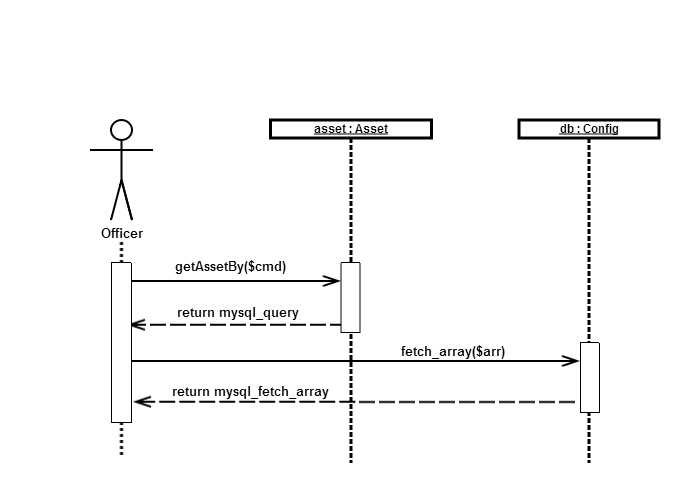 asset : Asset
db : Config
Officer
getAssetBy($cmd)
return mysql_query
fetch_array($arr)
return mysql_fetch_array